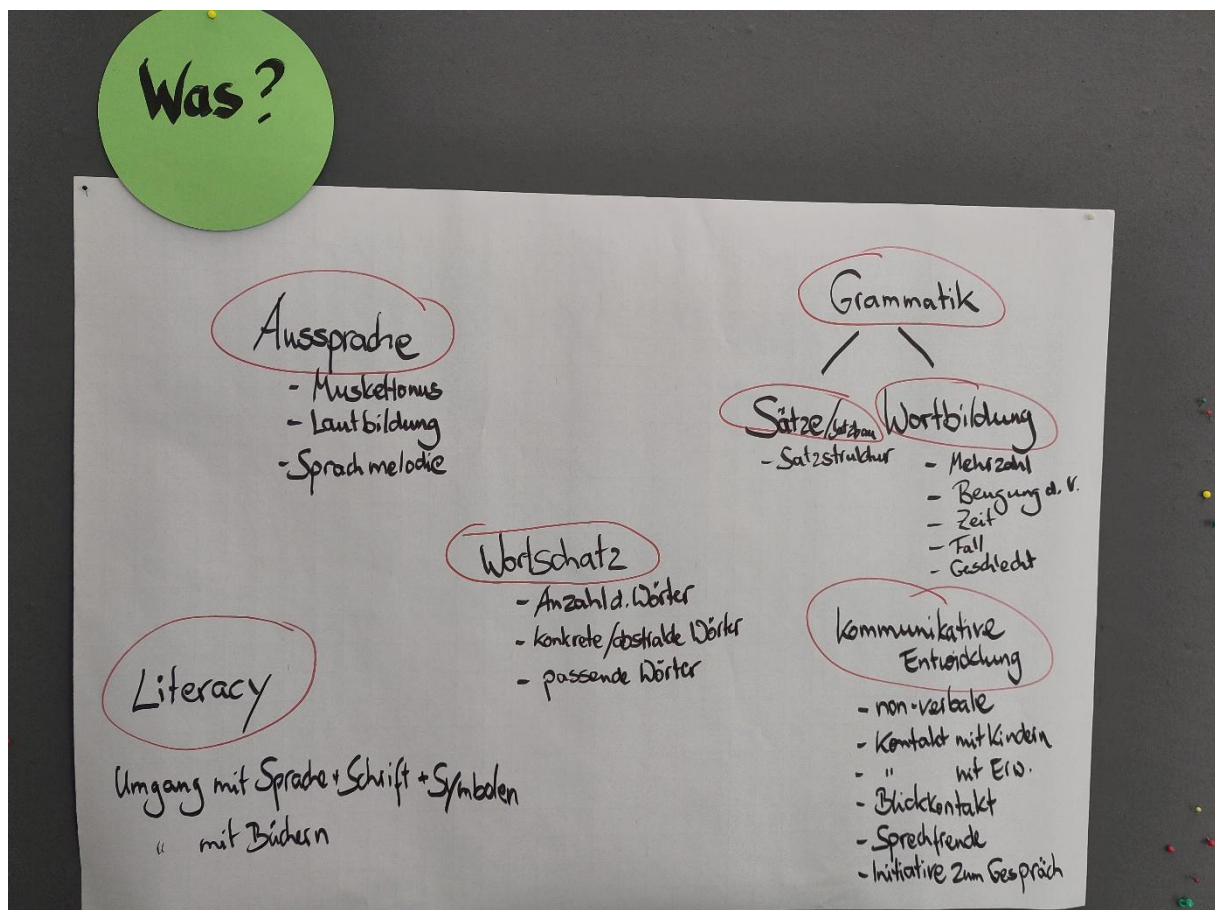 Was?
Aussprache
- Muskeltonus
- Lautbildung
- Sprachmelodie
Grammatik
Sätze/Satzbau
- Satzstruktur
Wortbildung
- Mehrzahl
- Beugung d. V.
- Zeit
- Fall
- Geschlecht
Wortschatz
- Anzahl d. Wörter
- konkrete/abstrakte Wörter
- passende Wörter
Literacy
Umgang mit Sprache + Schrift + Symbolen
" mit Büchern
kommunikative
Entwicklung
- non-verbale
- Kontakt mit Kindern
- " mit Erw.
- Blickkontakt
- Sprechfreude
- Initiative zum Gespräch